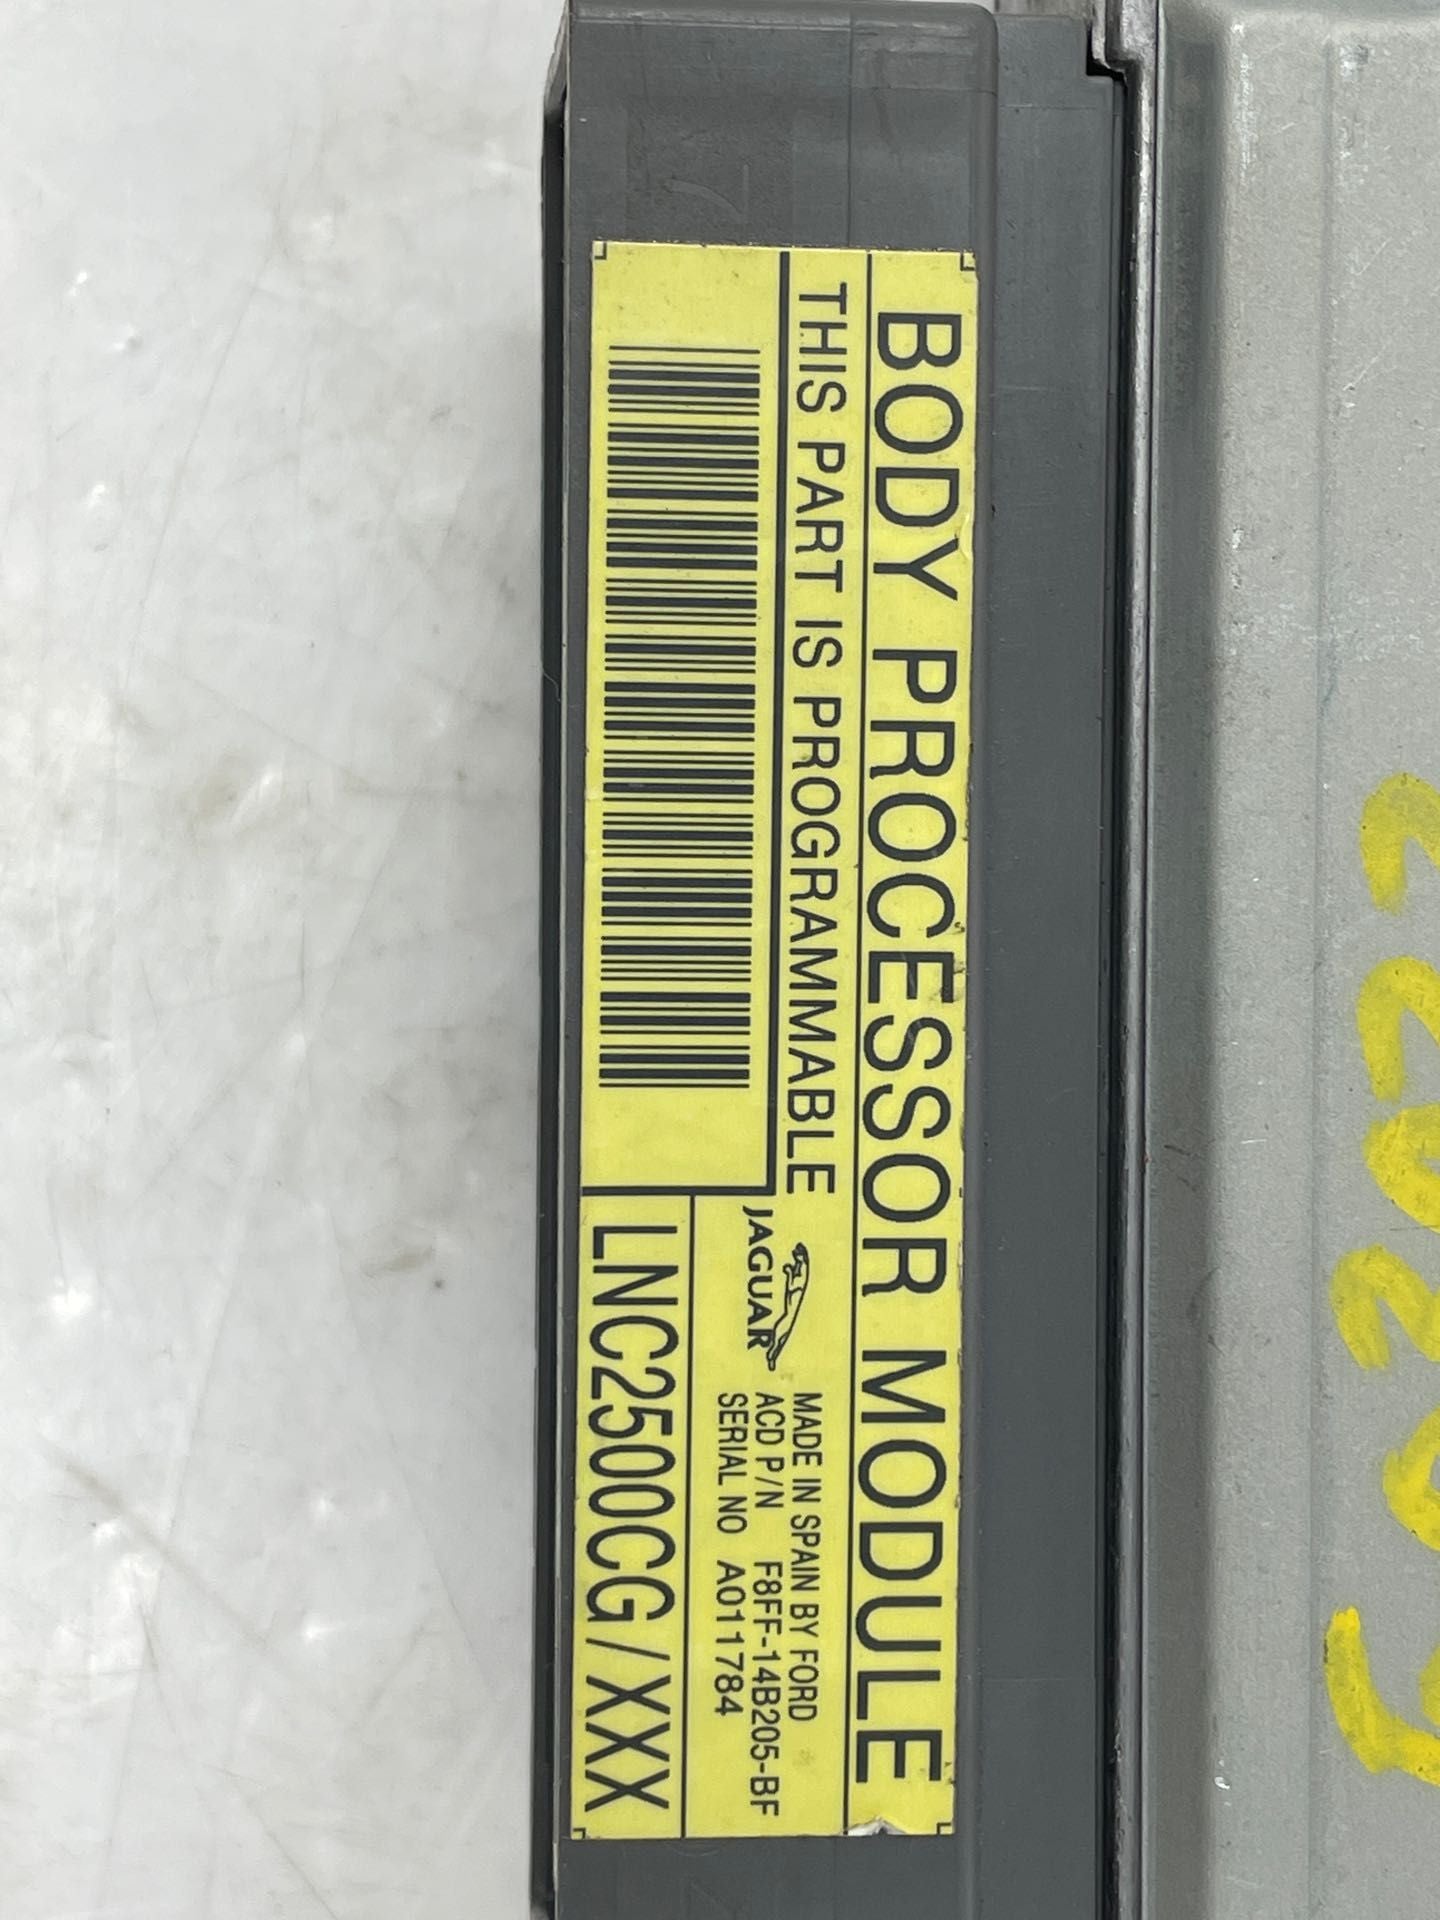 BODY PROCESSOR MODULE
THIS PART IS PROGRAMMABLE
JAGUAR
MADE IN SPAIN BY FORD
ACD P/N F8FF-14B205-BF
SERIAL NO A011784
LNC2500CG/XXX